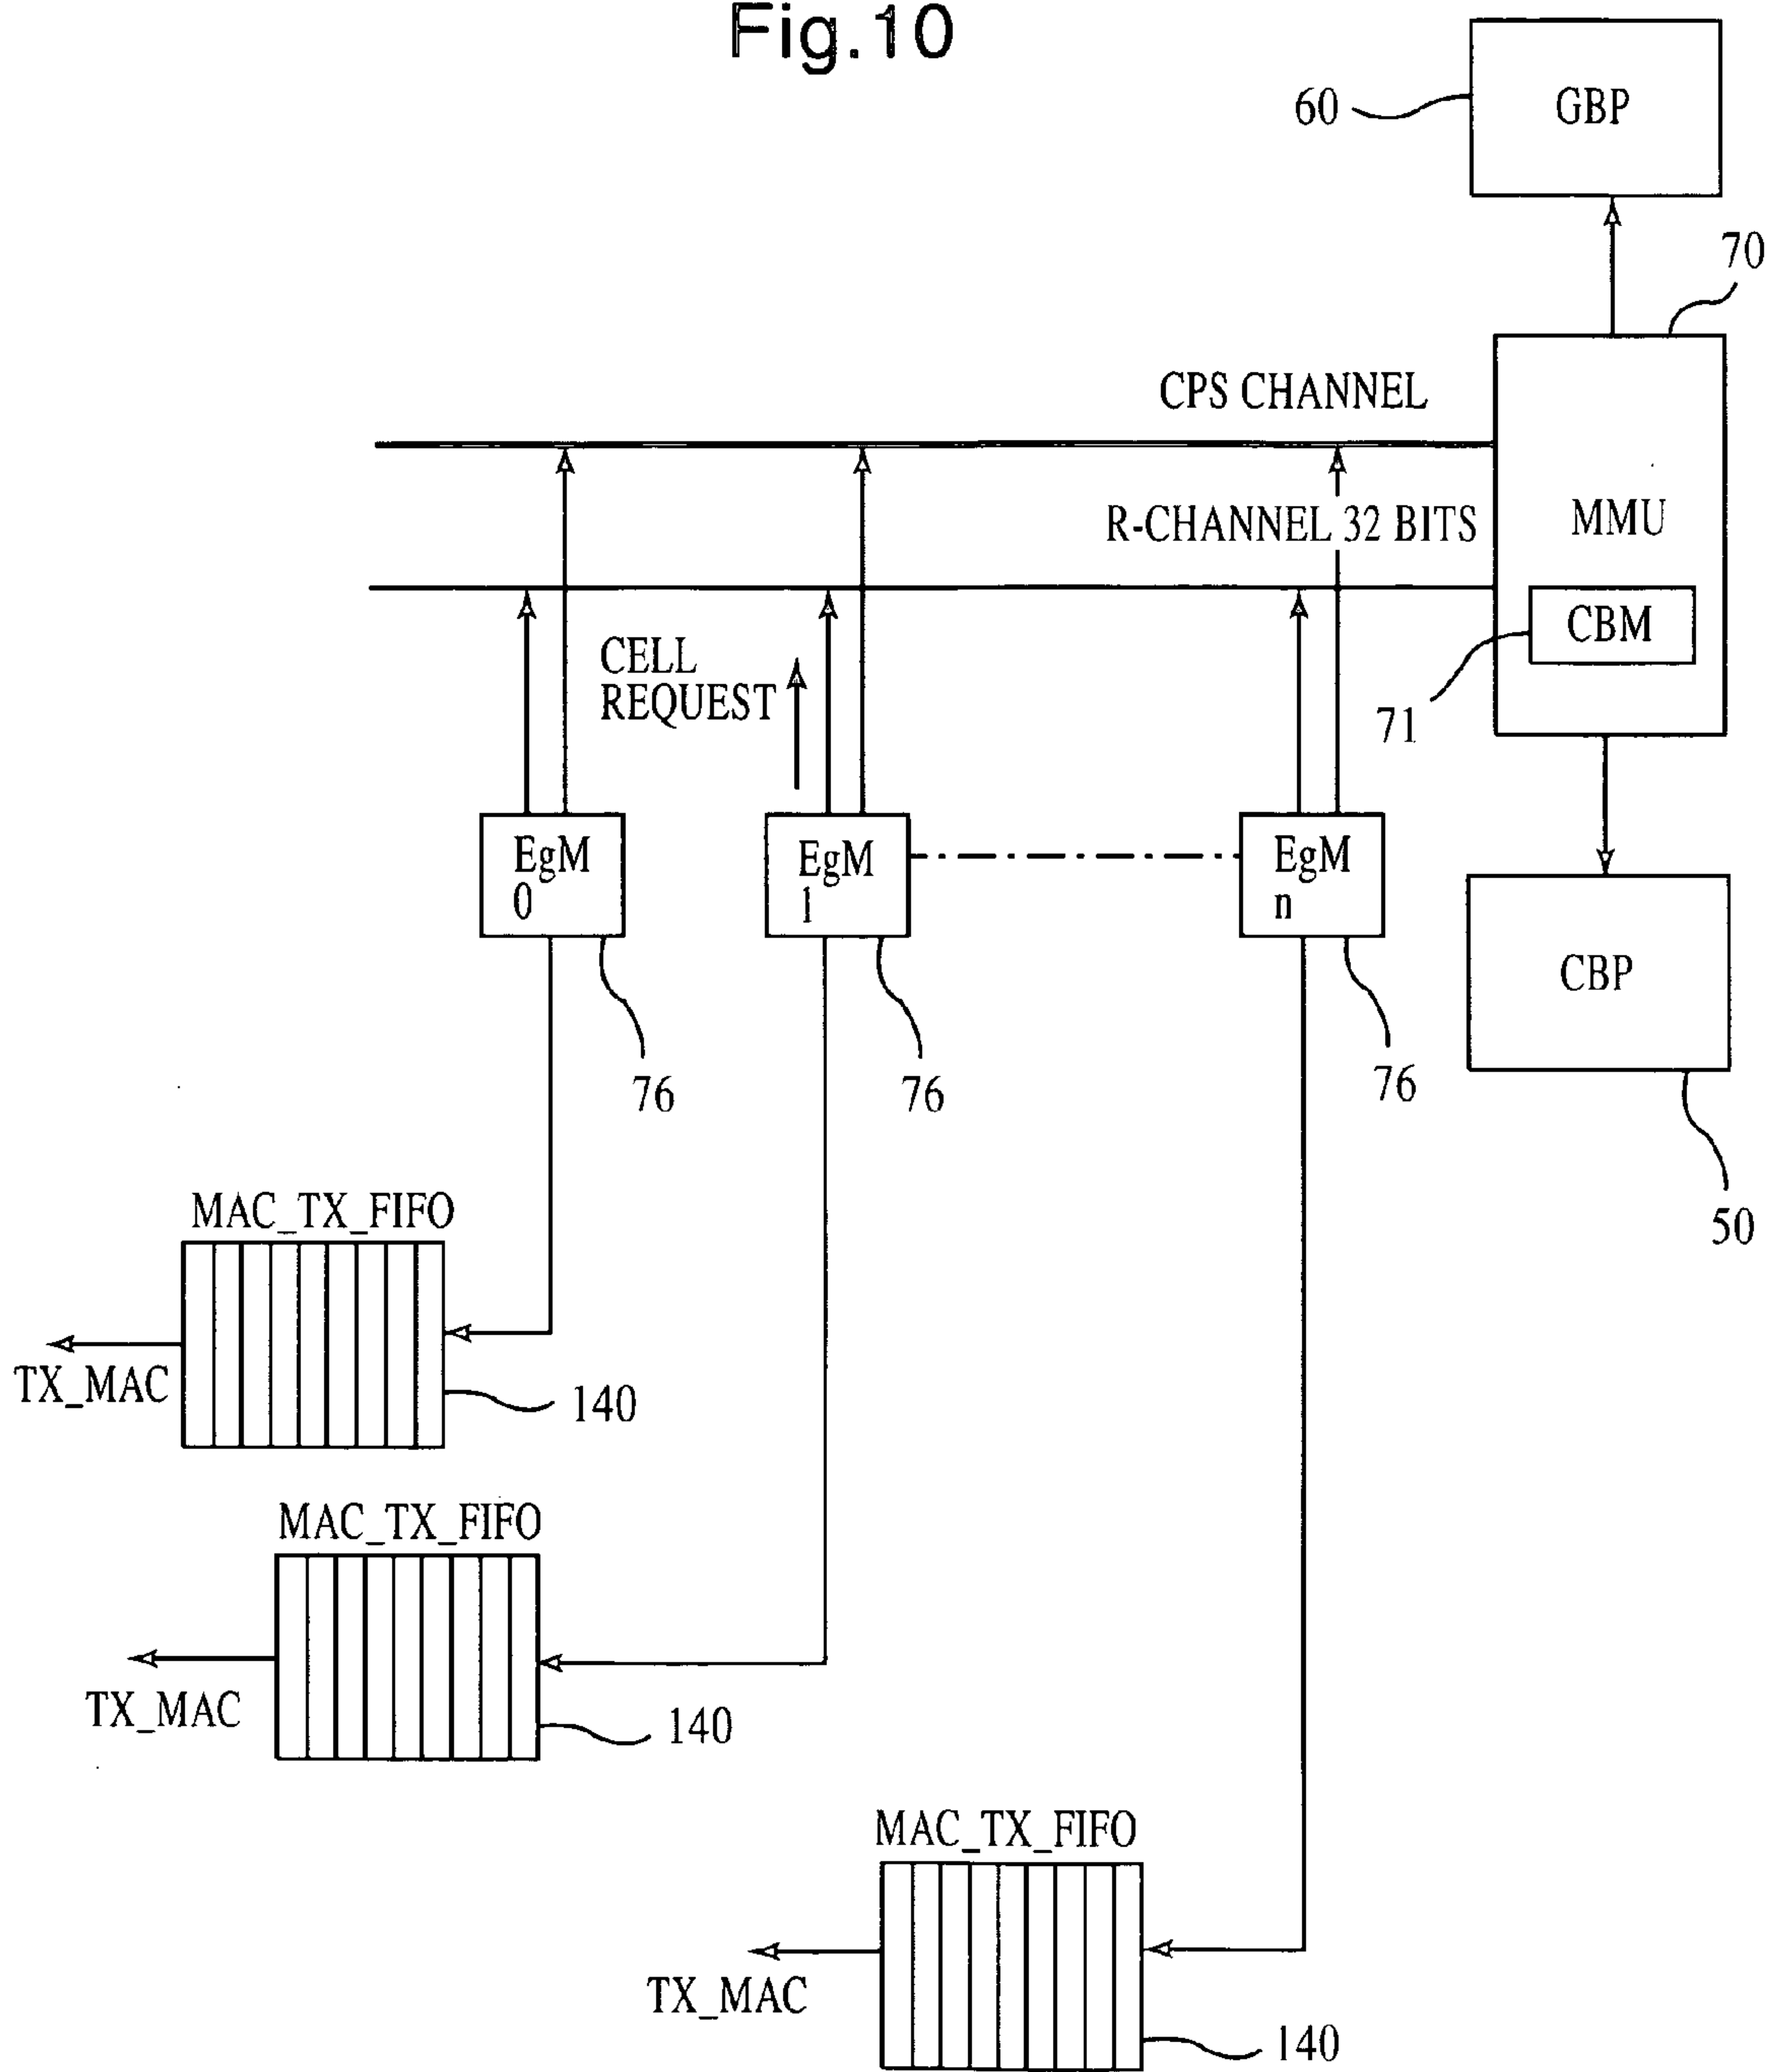 Fig.10
60
GBP
70
CPS CHANNEL
R-CHANNEL 32 BITS
MMU
CBM
71
CELL
REQUEST
EgM
0
EgM
1
EgM
n
CBP
76
76
76
50
MAC_TX_FIFO
TX_MAC
140
MAC_TX_FIFO
TX_MAC
140
MAC_TX_FIFO
TX_MAC
140